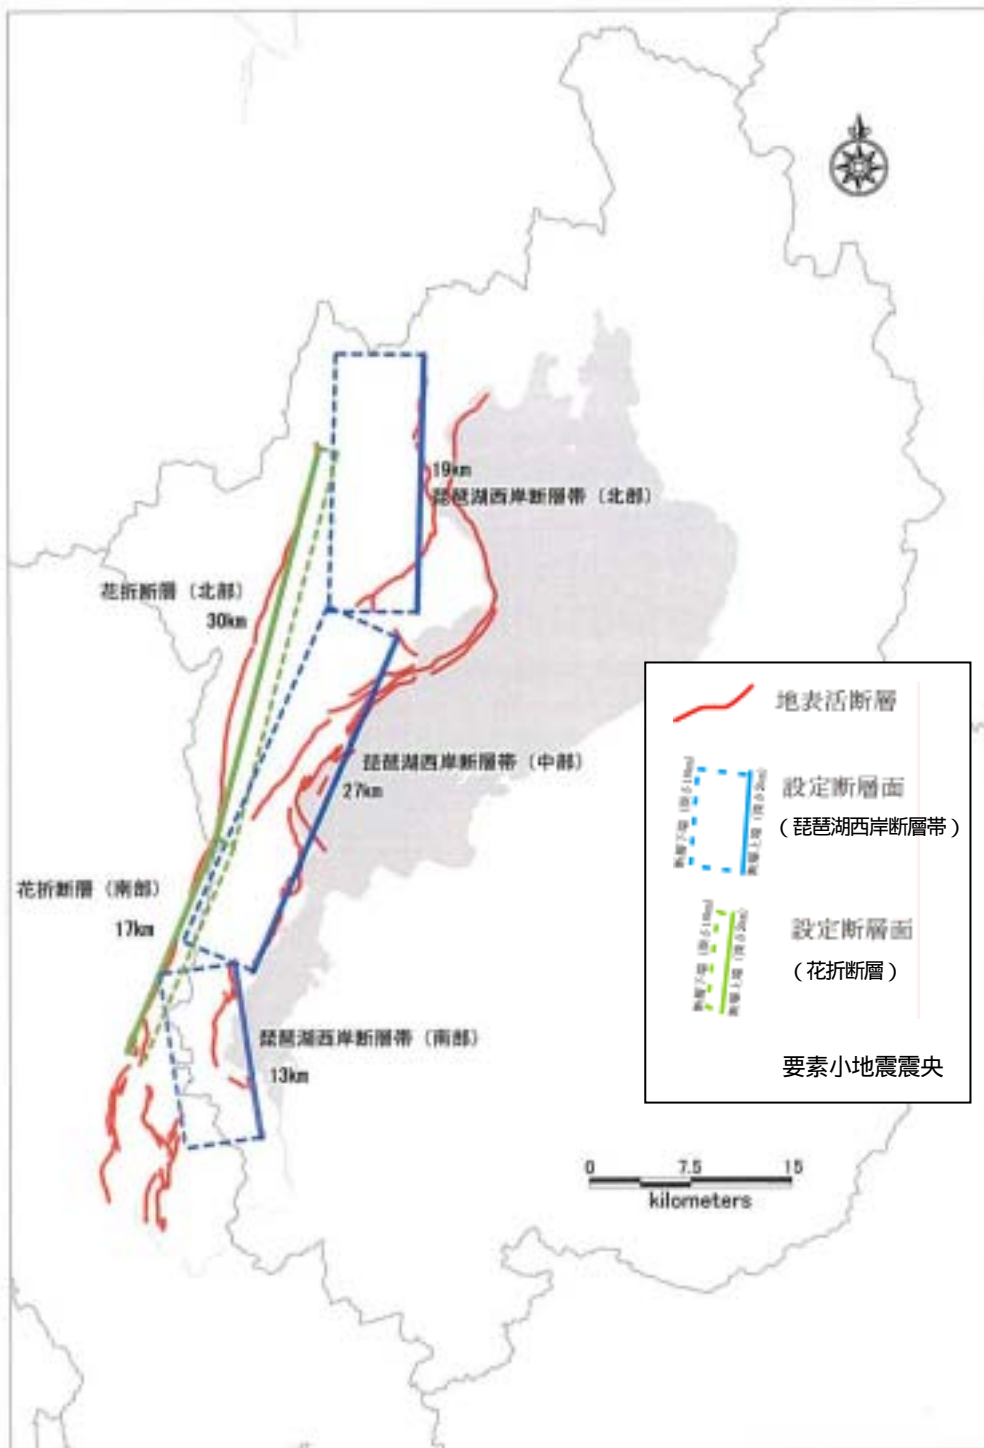 19km
琵琶湖西岸断層帯（北部）
花折断層（北部）
30km
琵琶湖西岸断層帯（中部）
27km
花折断層（南部）
17km
琵琶湖西岸断層帯（南部）
13km
地表活断層
設定断層面
（琵琶湖西岸断層帯）
設定断層面
（花折断層）
要素小地震震央
0 7.5 15
kilometers